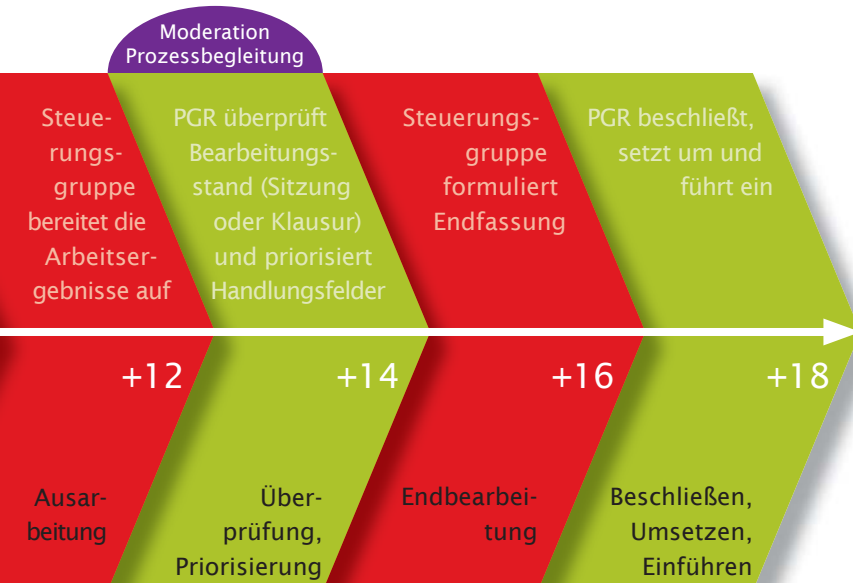 Moderation
Prozessbegleitung
Steue-
rungs-
gruppe
bereitet die
Arbeitser-
gebnisse auf
PGR überprüft
Bearbeitungs-
stand (Sitzung
oder Klausur)
und priorisiert
Handlungsfelder
Steuerungs-
gruppe
formuliert
Endfassung
PGR beschließt,
setzt um und
führt ein
+12
+14
+16
+18
Ausar-
beitung
Über-
prüfung,
Priorisierung
Endbearbei-
tung
Beschließen,
Umsetzen,
Einführen